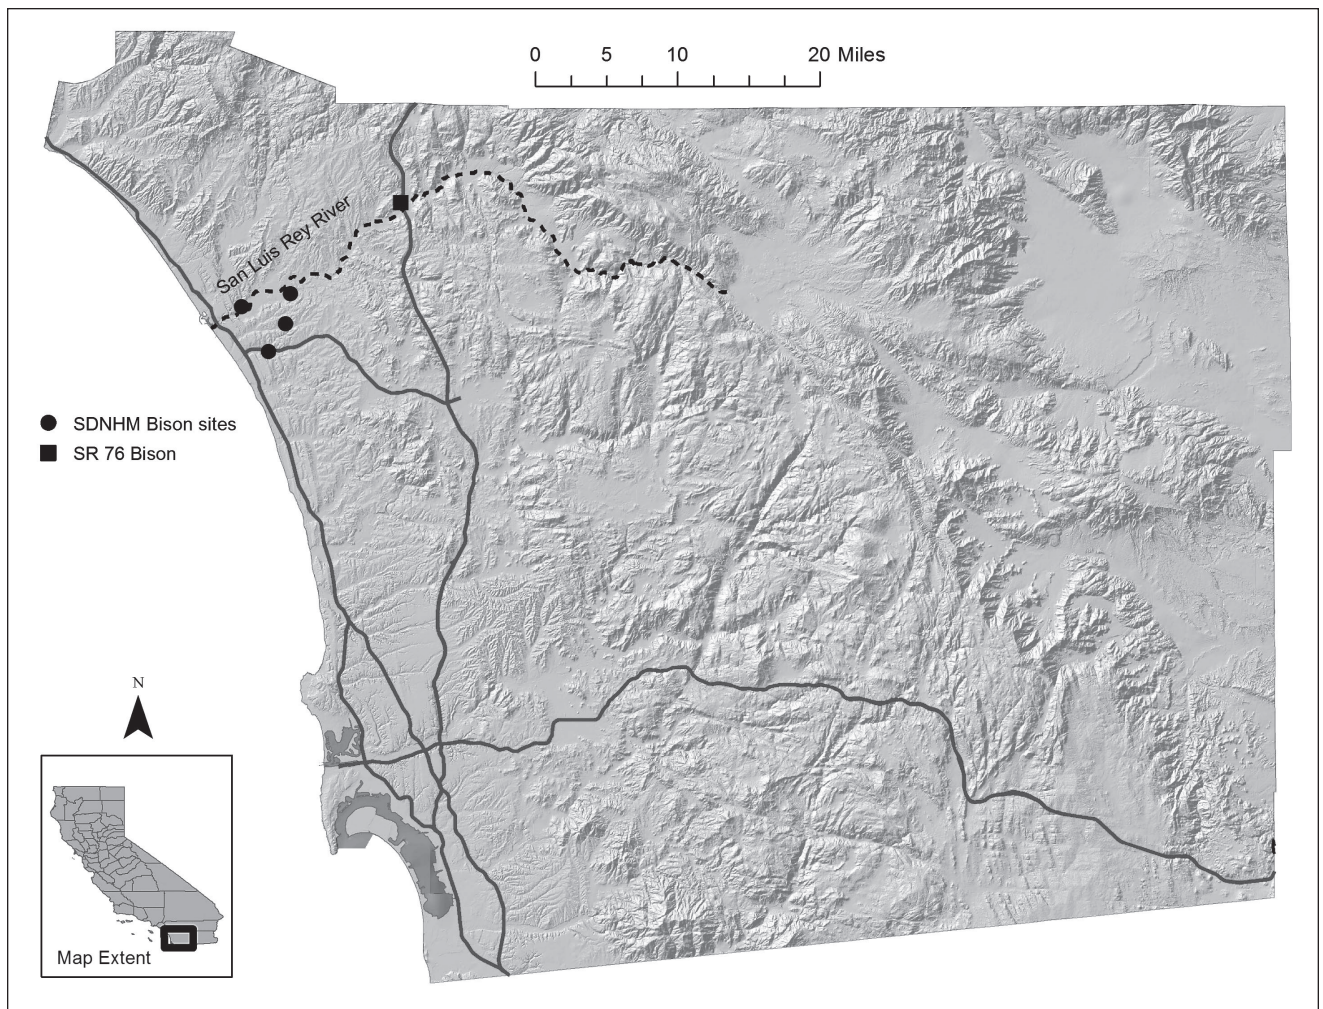 0 5 10 20 Miles
San Luis Rey River
SDNHM Bison sites
SR 76 Bison
N
Map Extent